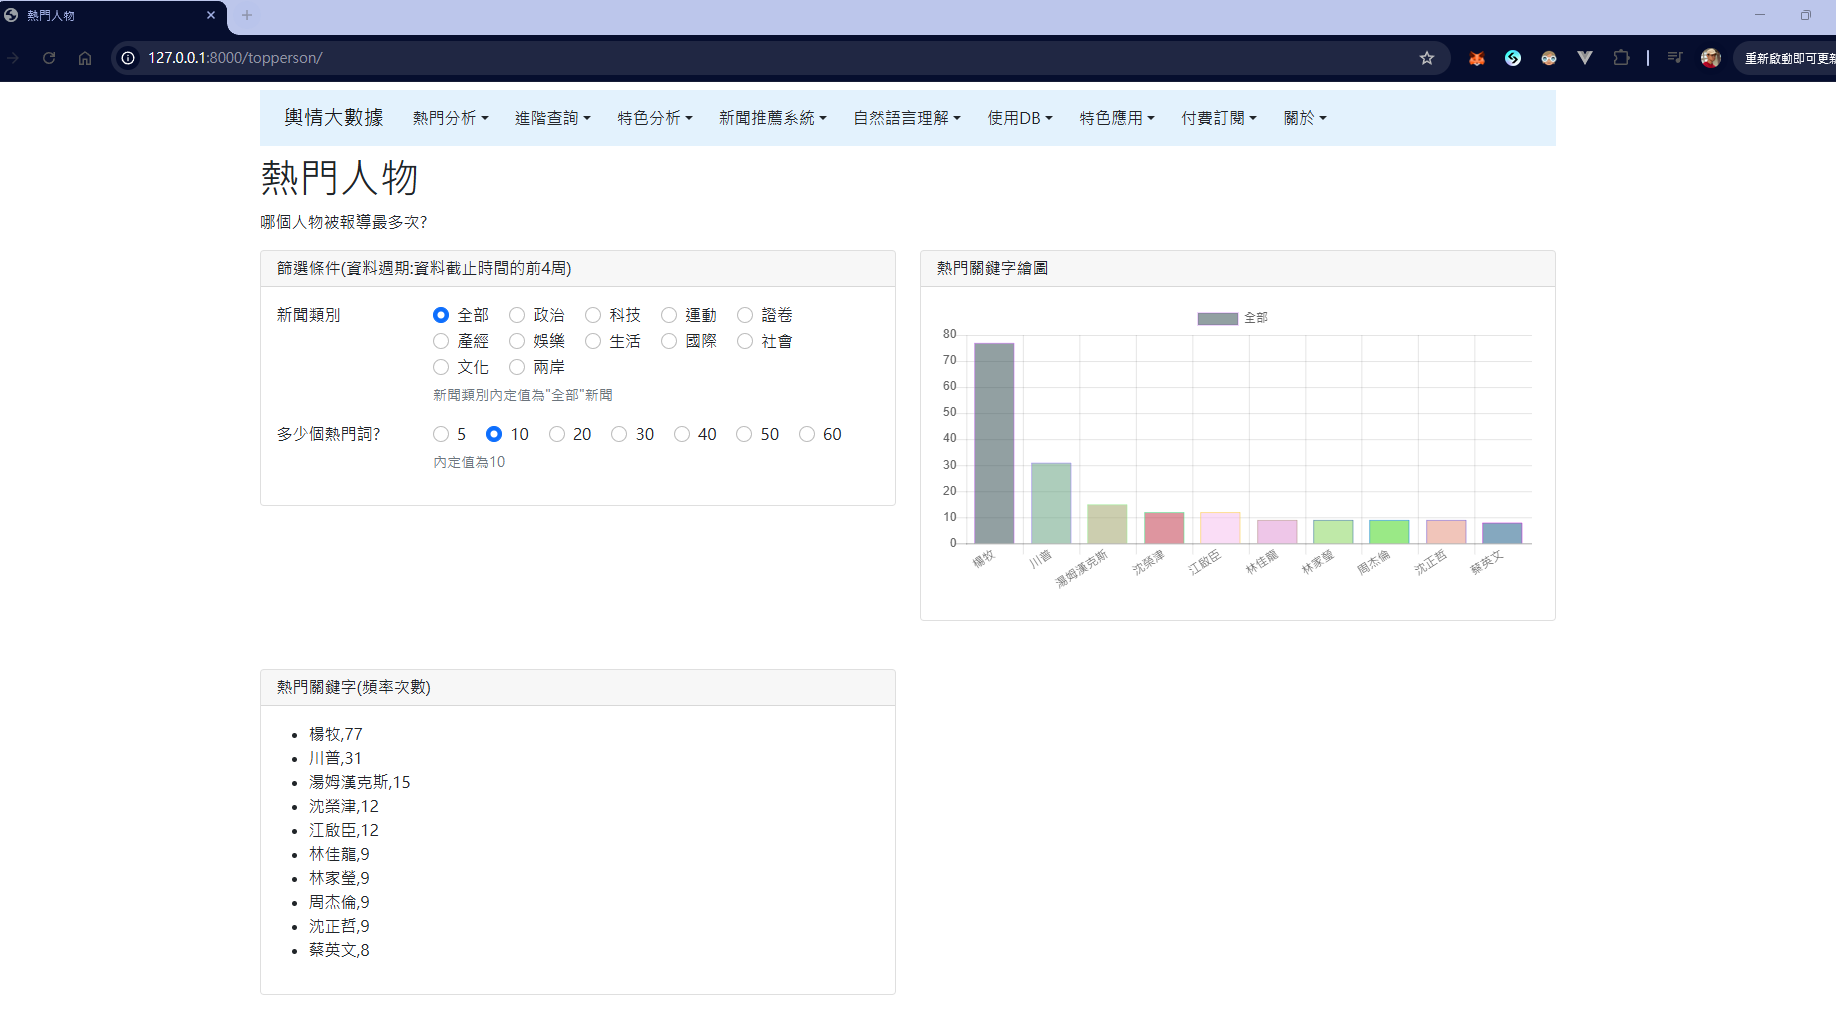 熱門人物
127.0.0.1:8000/topperson/
重新啟動即可更新
輿情大數據 熱門分析 進階查詢 特色分析 新聞推薦系統 自然語言理解 使用DB 特色應用 付費訂閱 關於
熱門人物
哪個人物被報導最多次?
篩選條件(資料週期:資料截止時間的前4周)
新聞類別 全部 政治 科技 運動 證卷
產經 娛樂 生活 國際 社會
文化 兩岸
新聞類別內定值為"全部"新聞
多少個熱門詞? 5 10 20 30 40 50 60
內定值為10
熱門關鍵字繪圖
全部
80
70
60
50
40
30
20
10
0
楊牧 川普 湯姆漢克斯 沈榮津 江啟臣 林佳龍 林家瑩 周杰倫 沈正哲 蔡英文
熱門關鍵字(頻率次數)
楊牧,77
川普,31
湯姆漢克斯,15
沈榮津,12
江啟臣,12
林佳龍,9
林家瑩,9
周杰倫,9
沈正哲,9
蔡英文,8